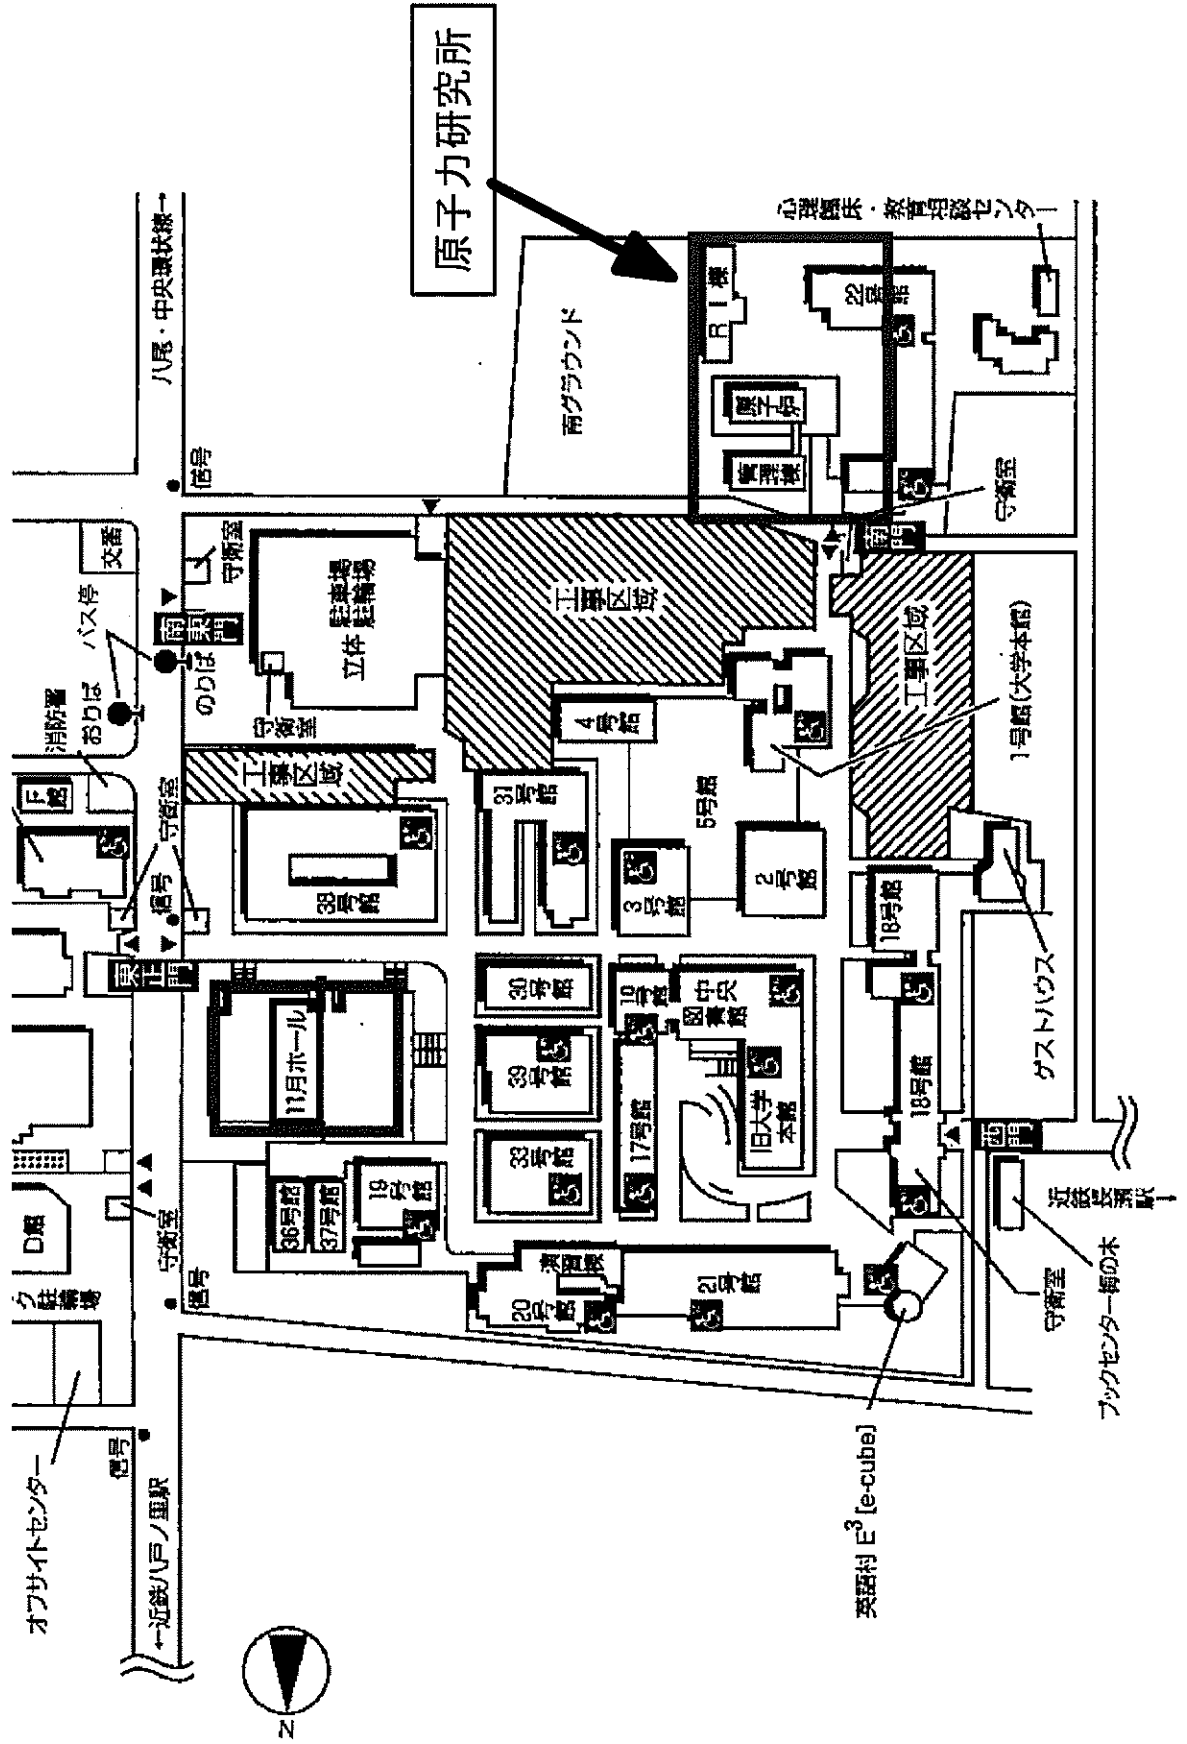 原子力研究所
八尾・中央環状線→
信号
交番
バス停
おりば
のりば
消防署
守衛室
南東門
立体
駐車場
駐輪場
守衛室
工事区域
南グラウンド
RI棟
原子炉
管理棟
22号館
心理臨床・教育相談センター
守衛室
西門
工事区域
工事区域
1号館(大学本館)
4号館
5号館
31号館
3号館
2号館
38号館
F館
守衛室
信号
東正門
11月ホール
30号館
39号館
33号館
10号館
中央
図書館
17号館
旧大学
本館
18号館
18号館
ゲストハウス
36号館
37号館
19号館
D館
守衛室
信号
ク駐輪場
演習棟
20号館
21号館
西門
近鉄長瀬駅→
ブックセンター梅の木
守衛室
英語村 E³ [e-cube]
オフサイトセンター
信号
←近鉄八戸ノ里駅
N